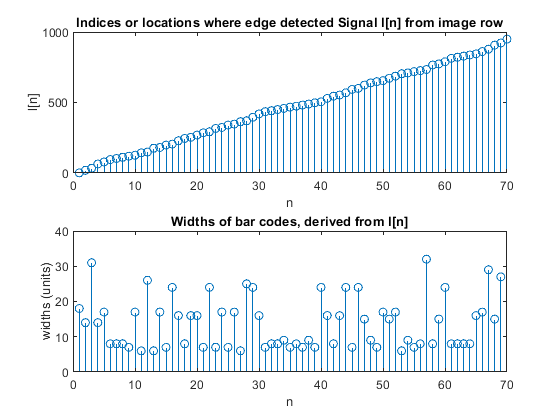 Indices or locations where edge detected Signal l[n] from image row
1000
500
0
l[n]
0 10 20 30 40 50 60 70
n
Widths of bar codes, derived from l[n]
40
30
20
10
0
widths (units)
0 10 20 30 40 50 60 70
n